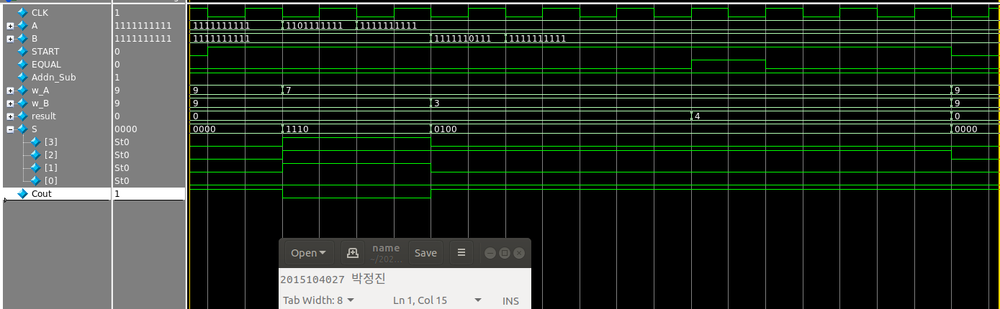 CLK 1
A 1111111111 1111111111 1101111111 1111111111
B 1111111111 1111111111 1111110111 1111111111
START 0
EQUAL 0
Addn_Sub 1
w_A 9 9 7 9
w_B 9 9 3 9
result 0 0 4 0
S 0000 0000 1110 0100 0000
[3] St0
[2] St0
[1] St0
[0] St0
Cout 1
Open name Save
~/202...
2015104027 박정진
Tab Width: 8 Ln 1, Col 15 INS